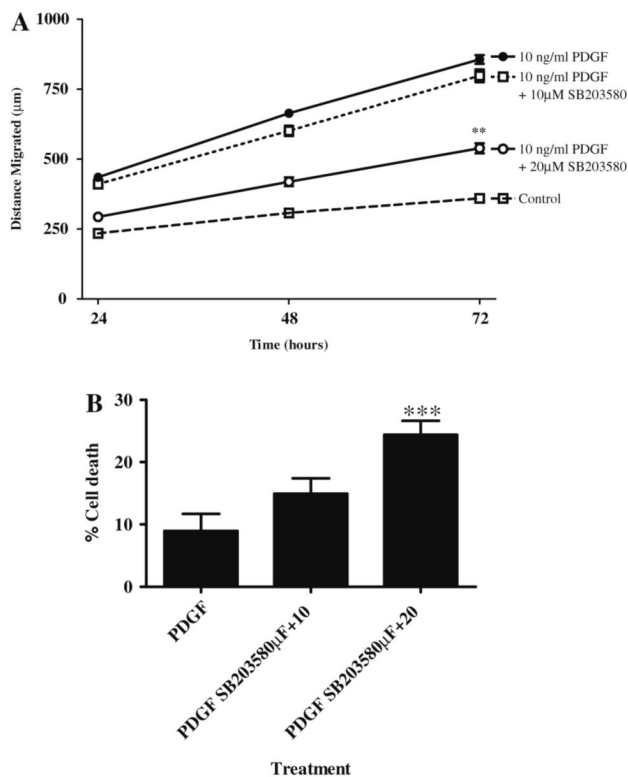 A
1000
750
500
250
0
Distance Migrated (μm)
24
48
72
Time (hours)
10 ng/ml PDGF
10 ng/ml PDGF
+ 10μM SB203580
**
10 ng/ml PDGF
+ 20μM SB203580
Control
B
30
20
10
0
% Cell death
***
PDGF
PDGF SB203580μF+10
PDGF SB203580μF+20
Treatment